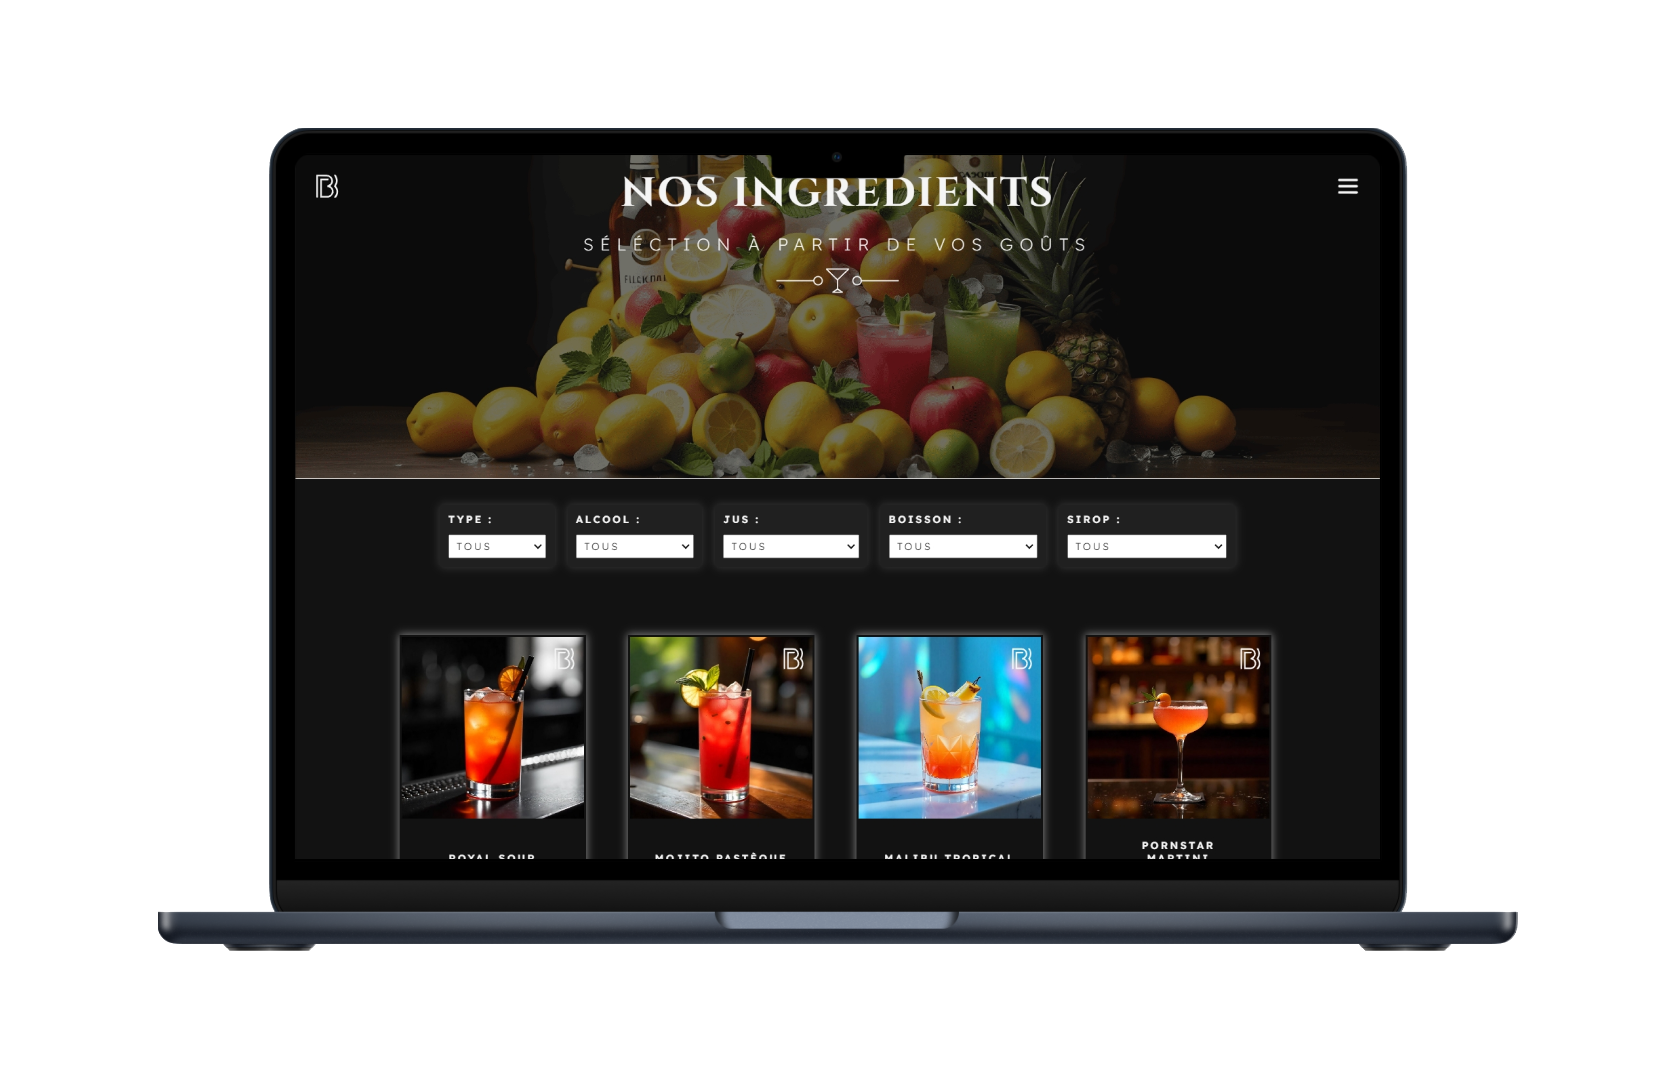 NOS INGREDIENTS
SÉLÉCTION À PARTIR DE VOS GOÛTS
TYPE :
ALCOOL :
JUS :
BOISSON :
SIROP :
TOUS
TOUS
TOUS
TOUS
TOUS
B
B
B
B
B
ROYAL SOUR
MOJITO PASTÈQUE
MALIBU TROPICAL
PORNSTAR
MARTINI